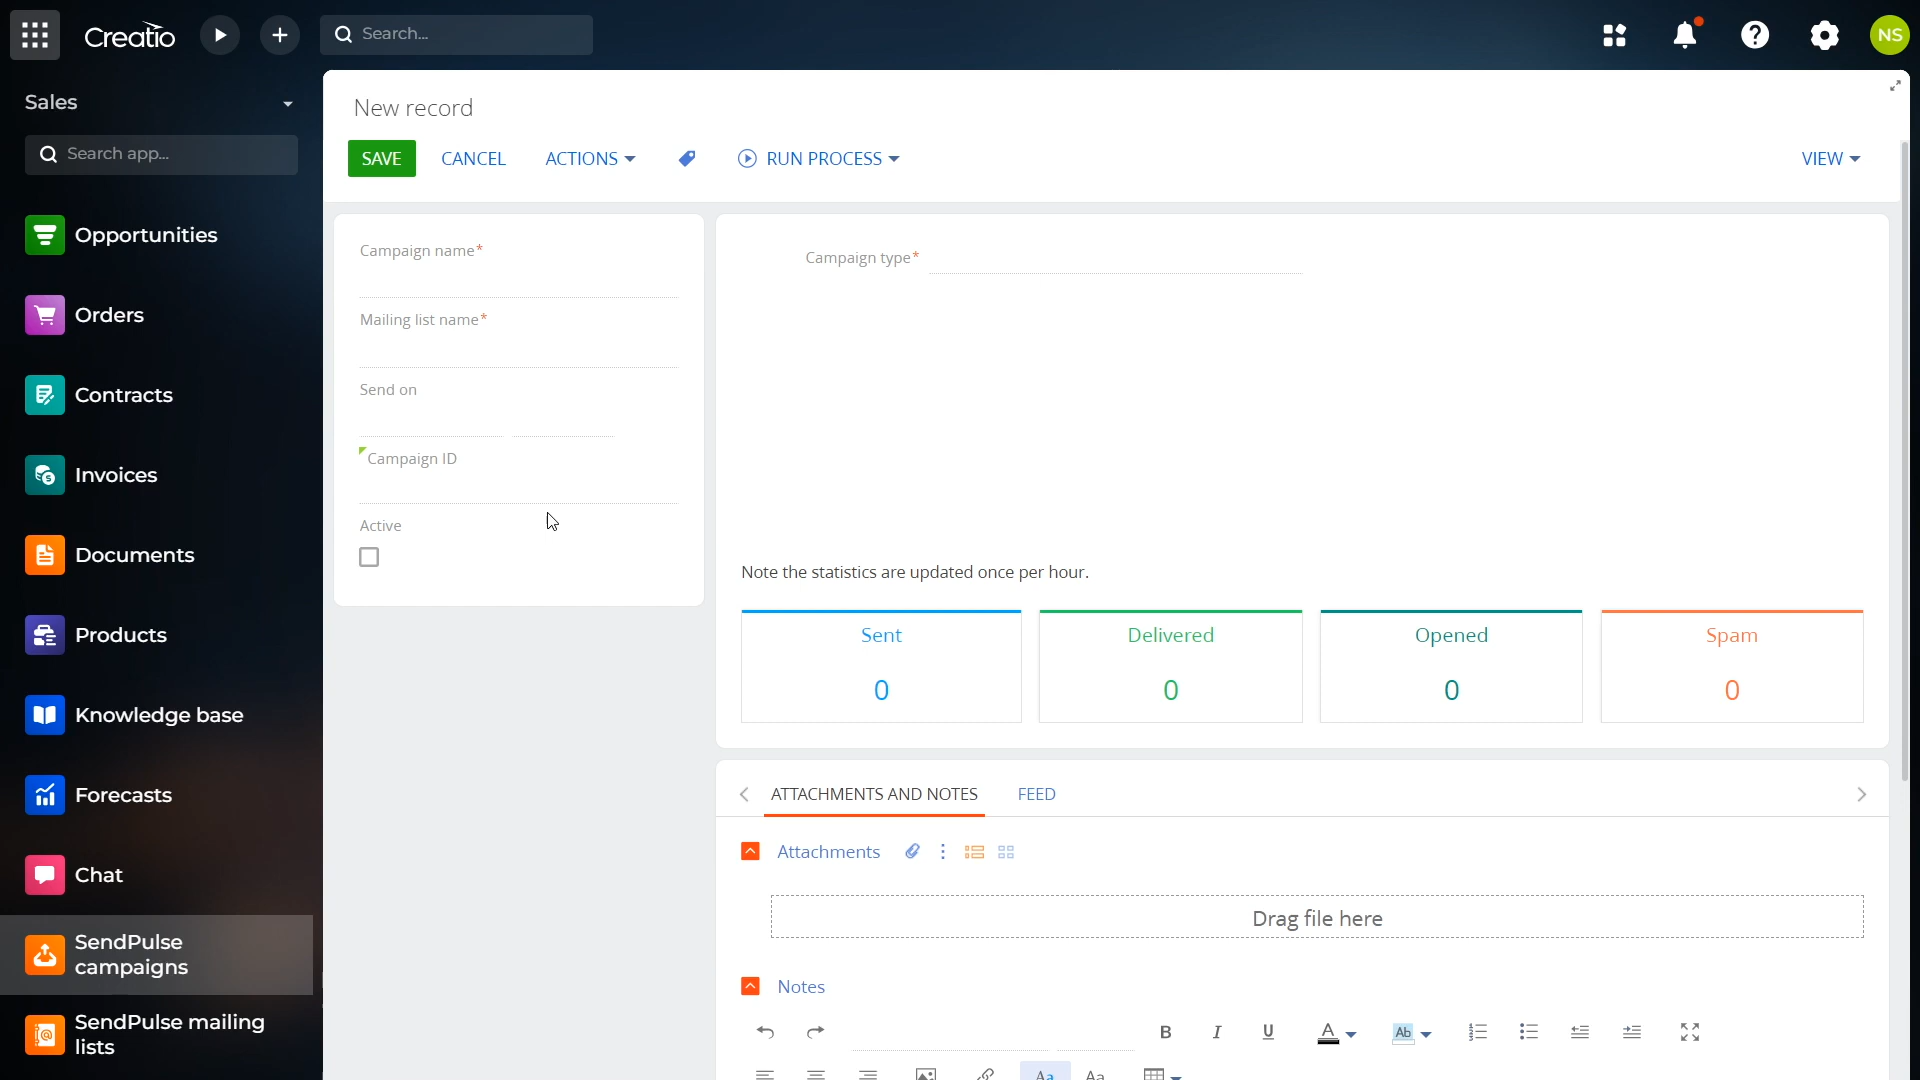 Creatio
Search...
NS
Sales
Search app...
Opportunities
Orders
Contracts
Invoices
Documents
Products
Knowledge base
Forecasts
Chat
SendPulse
campaigns
SendPulse mailing
lists
New record
SAVE
CANCEL
ACTIONS
RUN PROCESS
VIEW
Campaign name*
Mailing list name*
Send on
Campaign ID
Active
Campaign type*
Note the statistics are updated once per hour.
Sent
0
Delivered
0
Opened
0
Spam
0
ATTACHMENTS AND NOTES
FEED
Attachments
Drag file here
Notes
B
I
U
A
Ab
Aa
Aa